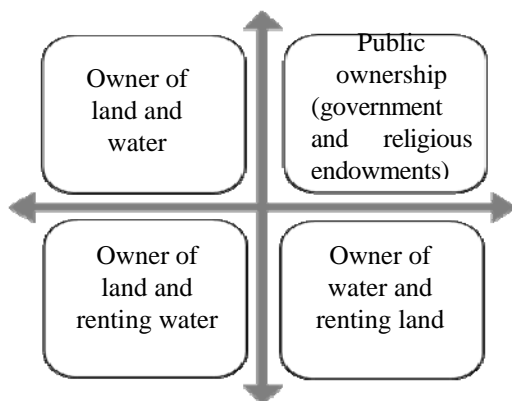 Owner of
land and
water
Public
ownership
(government
and religious
endowments)
Owner of
land and
renting water
Owner of
water and
renting land